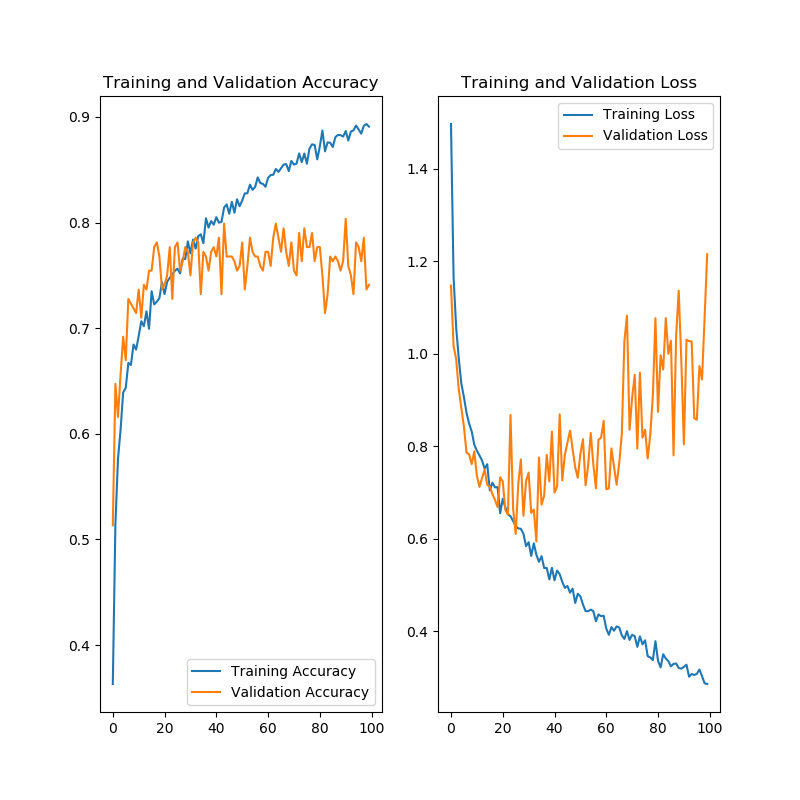 Training and Validation Accuracy
0.9
0.8
0.7
0.6
0.5
0.4
Training Accuracy
Validation Accuracy
0 20 40 60 80 100
Training and Validation Loss
Training Loss
Validation Loss
1.4
1.2
1.0
0.8
0.6
0.4
0 20 40 60 80 100